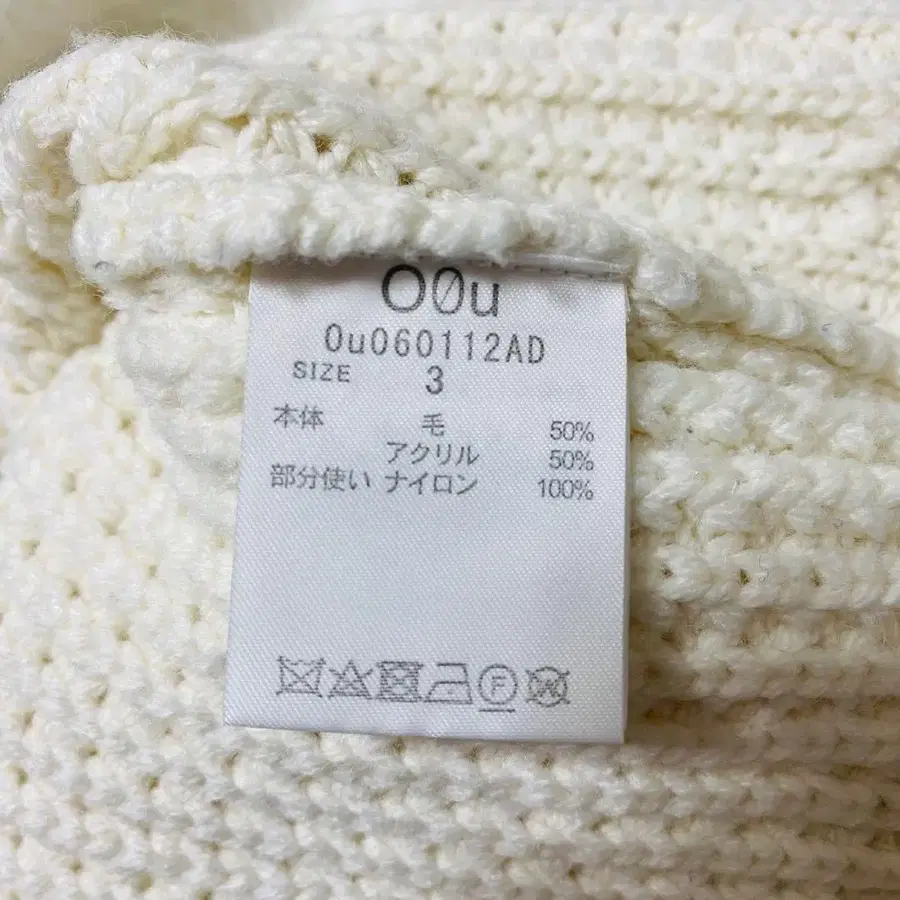 O0u
0u060112AD
SIZE 3
本体 毛 50%
アクリル 50%
部分使い ナイロン 100%
F W